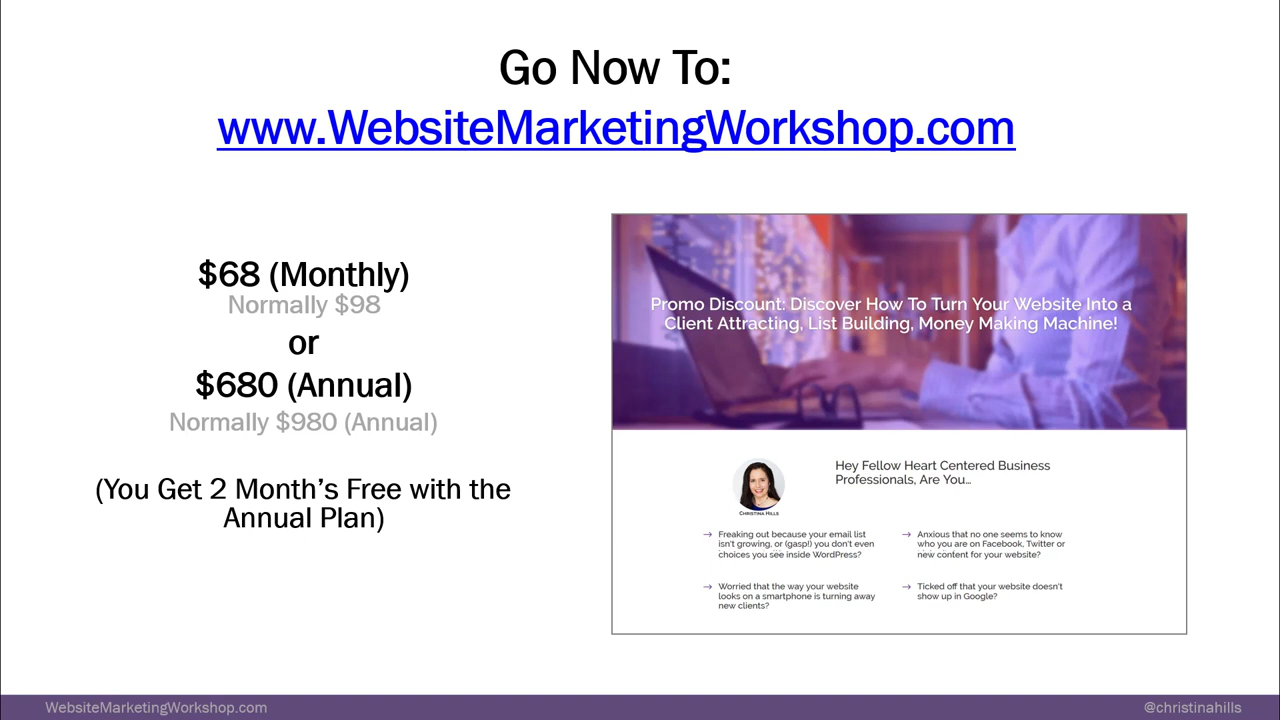 Go Now To:
www.WebsiteMarketingWorkshop.com
$68 (Monthly)
Normally $98
or
$680 (Annual)
Normally $980 (Annual)
(You Get 2 Month's Free with the
Annual Plan)
Promo Discount: Discover How To Turn Your Website Into a
Client Attracting, List Building, Money Making Machine!
CHRISTINA HILLS
Hey Fellow Heart Centered Business
Professionals, Are You...
→ Freaking out because your email list
isn't growing, or (gasp!) you don't even
choices you see inside WordPress?
→ Anxious that no one seems to know
who you are on Facebook, Twitter or
new content for your website?
→ Worried that the way your website
looks on a smartphone is turning away
new clients?
→ Ticked off that your website doesn't
show up in Google?
WebsiteMarketingWorkshop.com
@christinahills